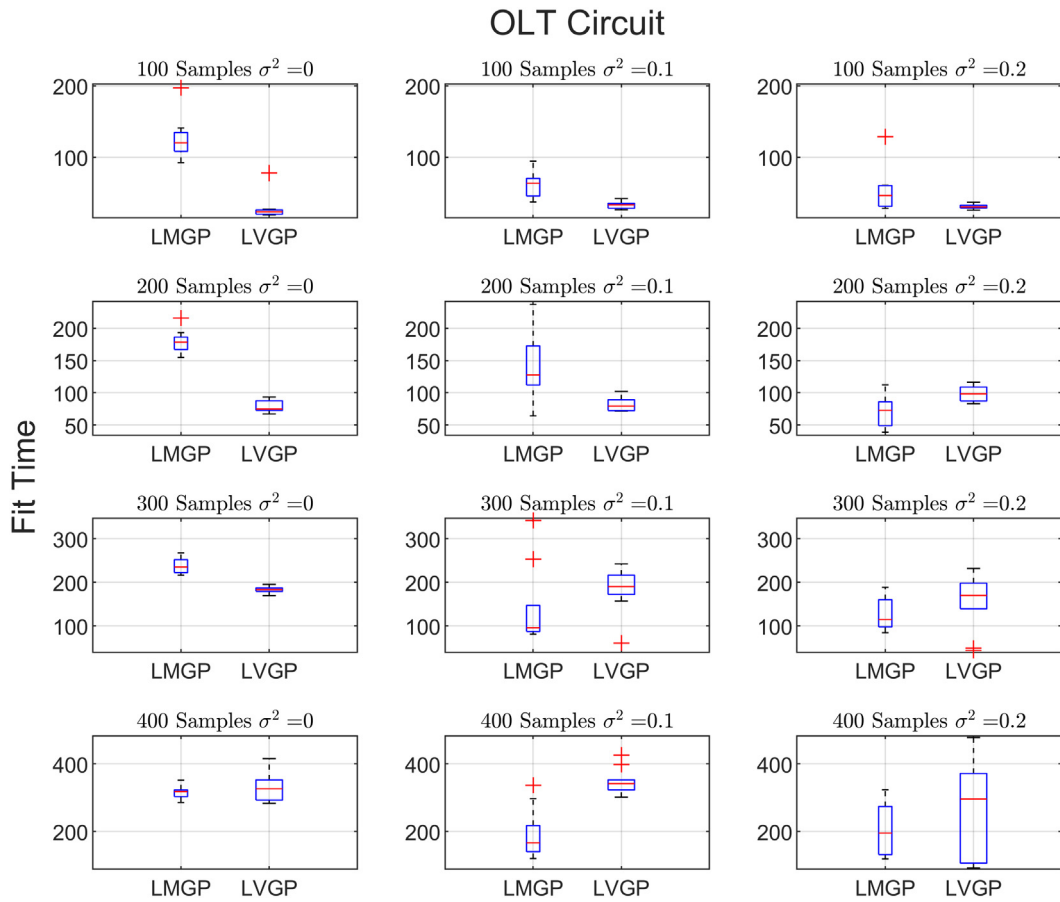 OLT Circuit
Fit Time
100 Samples σ² =0
100 Samples σ² =0.1
100 Samples σ² =0.2
200
100
LMGP LVGP
200
100
LMGP LVGP
200
100
LMGP LVGP
200 Samples σ² =0
200 Samples σ² =0.1
200 Samples σ² =0.2
200
150
100
50
LMGP LVGP
200
150
100
50
LMGP LVGP
200
150
100
50
LMGP LVGP
300 Samples σ² =0
300 Samples σ² =0.1
300 Samples σ² =0.2
300
200
100
LMGP LVGP
300
200
100
LMGP LVGP
300
200
100
LMGP LVGP
400 Samples σ² =0
400 Samples σ² =0.1
400 Samples σ² =0.2
400
200
LMGP LVGP
400
200
LMGP LVGP
400
200
LMGP LVGP